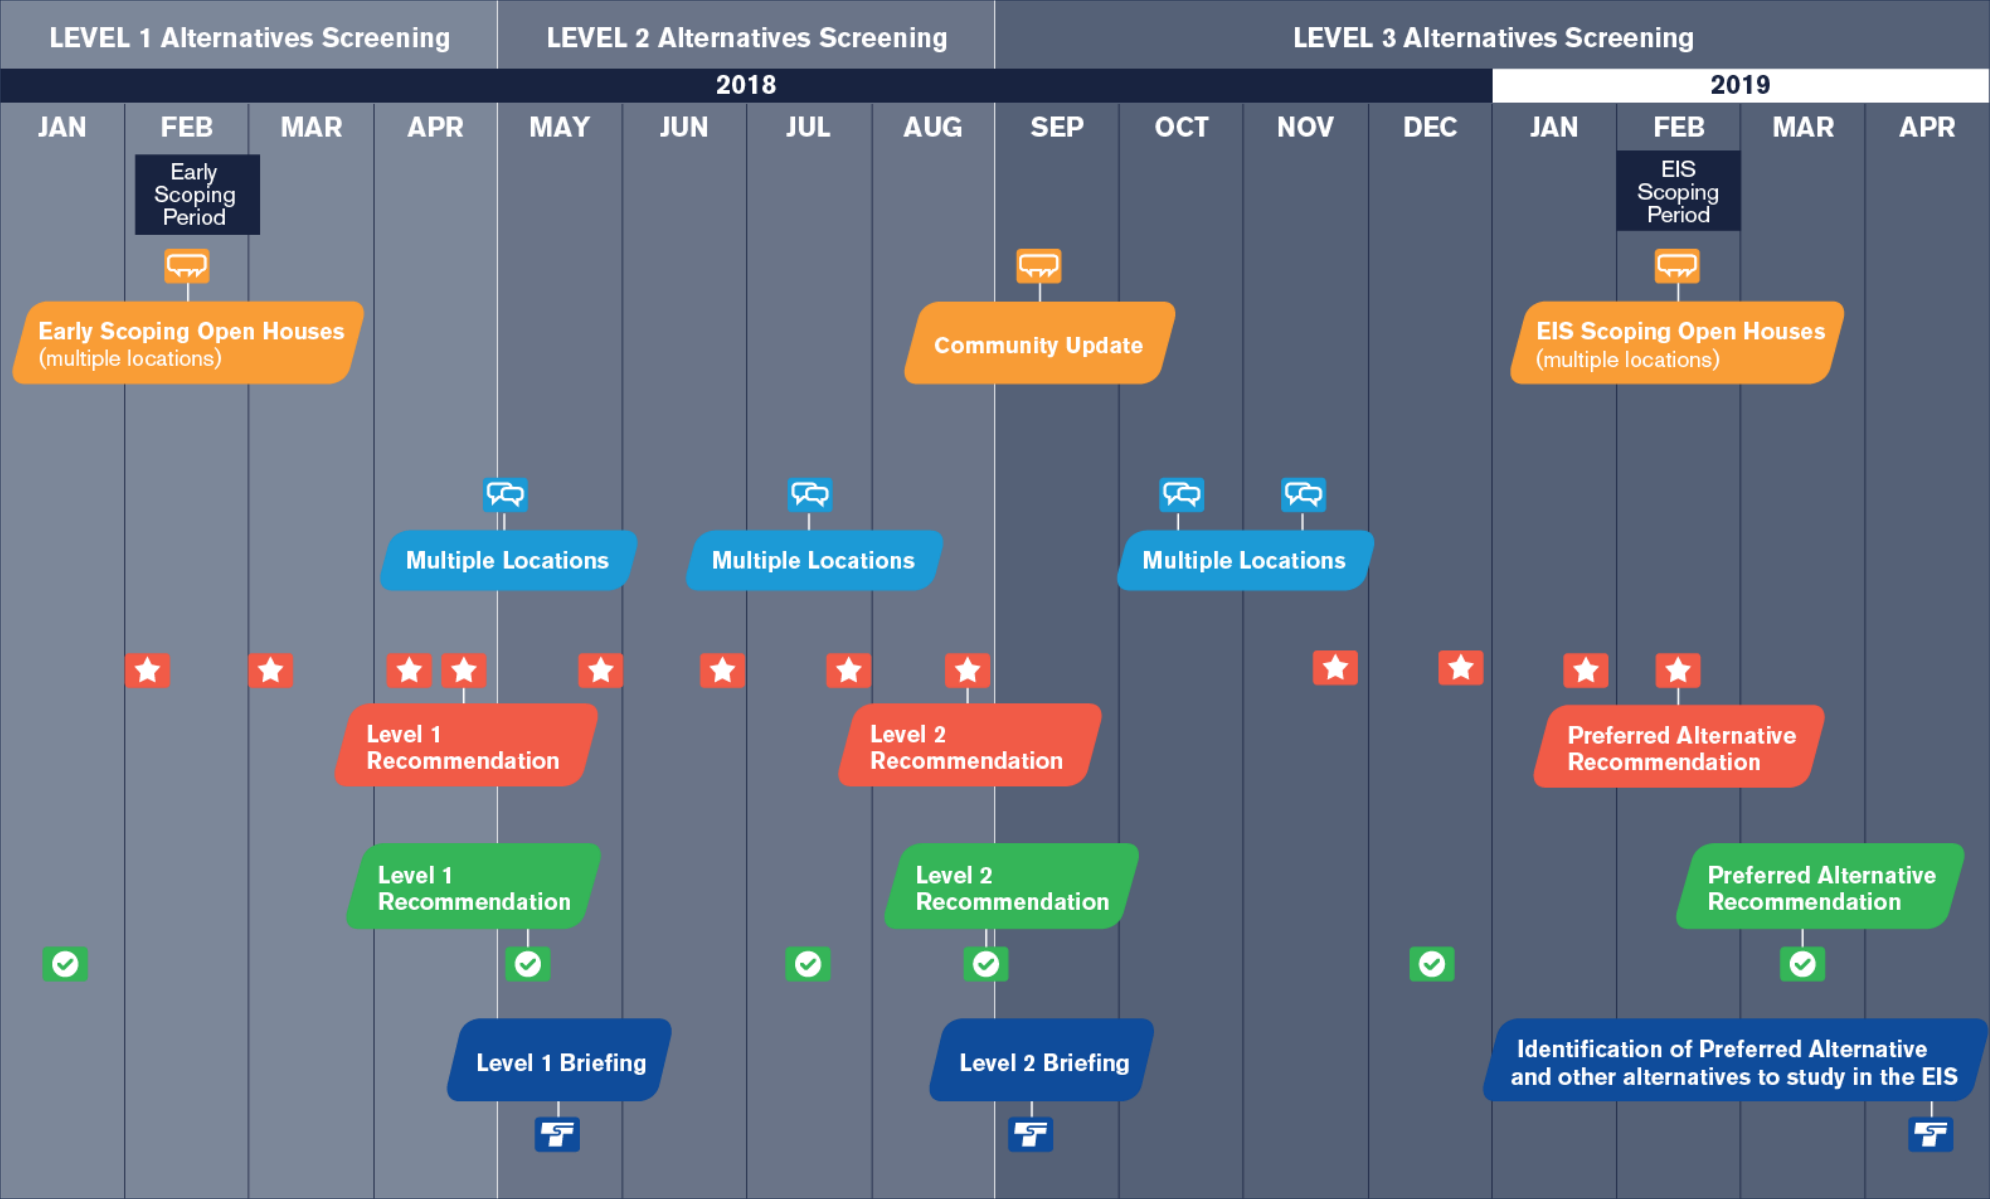 LEVEL 1 Alternatives Screening
LEVEL 2 Alternatives Screening
LEVEL 3 Alternatives Screening
2018
2019
JAN
FEB
MAR
APR
MAY
JUN
JUL
AUG
SEP
OCT
NOV
DEC
JAN
FEB
MAR
APR
Early
Scoping
Period
EIS
Scoping
Period
Early Scoping Open Houses
(multiple locations)
Community Update
EIS Scoping Open Houses
(multiple locations)
Multiple Locations
Multiple Locations
Multiple Locations
Level 1
Recommendation
Level 2
Recommendation
Preferred Alternative
Recommendation
Level 1
Recommendation
Level 2
Recommendation
Preferred Alternative
Recommendation
Level 1 Briefing
Level 2 Briefing
Identification of Preferred Alternative
and other alternatives to study in the EIS